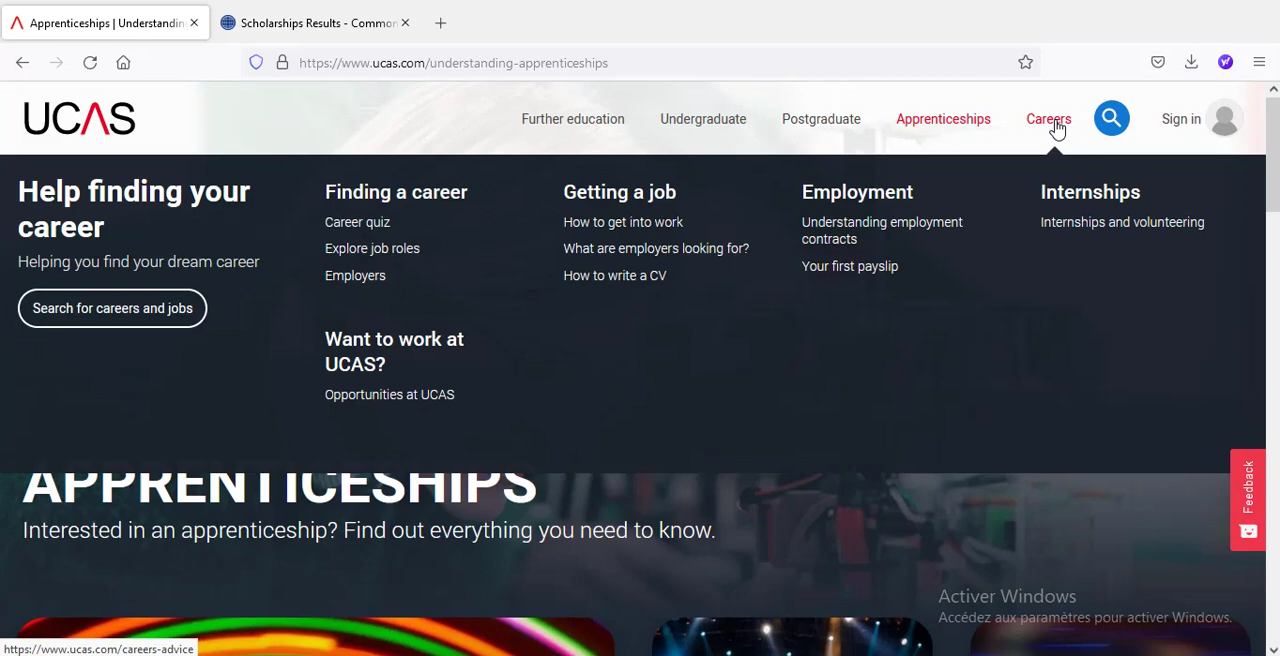 Apprenticeships | Understandin
Scholarships Results - Common
https://www.ucas.com/understanding-apprenticeships
UCAS
Further education
Undergraduate
Postgraduate
Apprenticeships
Careers
Sign in
Help finding your
career
Helping you find your dream career
Search for careers and jobs
Finding a career
Career quiz
Explore job roles
Employers
Want to work at
UCAS?
Opportunities at UCAS
Getting a job
How to get into work
What are employers looking for?
How to write a CV
Employment
Understanding employment
contracts
Your first payslip
Internships
Internships and volunteering
APPRENTICESHIPS
Interested in an apprenticeship? Find out everything you need to know.
Feedback
Activer Windows
Accédez aux paramètres pour activer Windows.
https://www.ucas.com/careers-advice